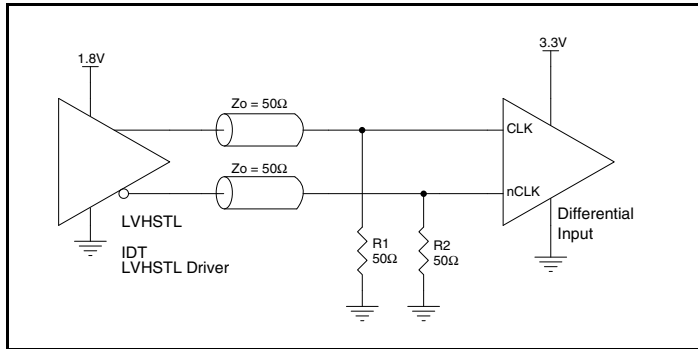 1.8V
3.3V
Zo = 50Ω
CLK
Zo = 50Ω
nCLK
LVHSTL
IDT
LVHSTL Driver
R1
50Ω
R2
50Ω
Differential
Input